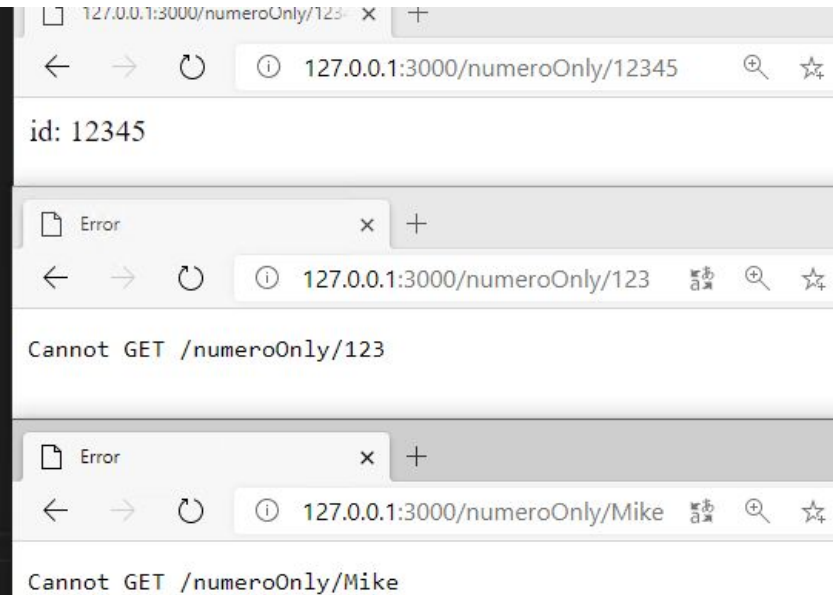 127.0.0.1:3000/numeroOnly/123
127.0.0.1:3000/numeroOnly/12345
id: 12345
Error
127.0.0.1:3000/numeroOnly/123
Cannot GET /numeroOnly/123
Error
127.0.0.1:3000/numeroOnly/Mike
Cannot GET /numeroOnly/Mike